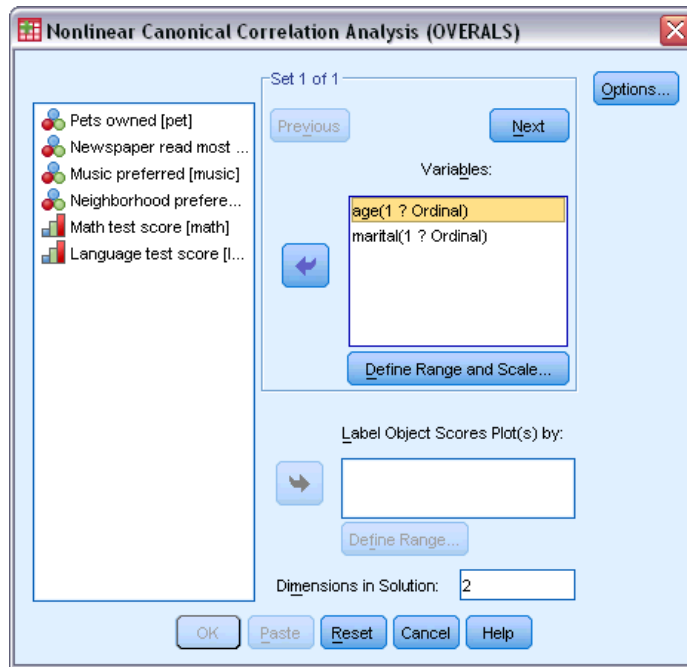 Nonlinear Canonical Correlation Analysis (OVERALS)
Set 1 of 1
Options...
Previous
Next
Pets owned [pet]
Newspaper read most ...
Music preferred [music]
Neighborhood prefere...
Math test score [math]
Language test score [l...
Variables:
age(1 ? Ordinal)
marital(1 ? Ordinal)
Define Range and Scale...
Label Object Scores Plot(s) by:
Define Range...
Dimensions in Solution:
2
OK
Paste
Reset
Cancel
Help